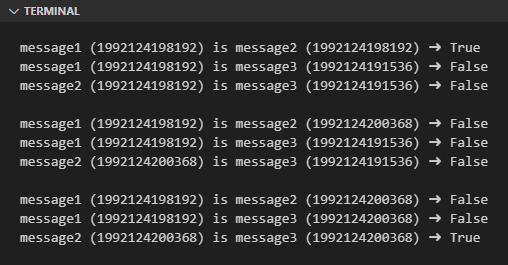 TERMINAL
message1 (1992124198192) is message2 (1992124198192) ➜ True
message1 (1992124198192) is message3 (1992124191536) ➜ False
message2 (1992124198192) is message3 (1992124191536) ➜ False
message1 (1992124198192) is message2 (1992124200368) ➜ False
message1 (1992124198192) is message3 (1992124191536) ➜ False
message2 (1992124200368) is message3 (1992124191536) ➜ False
message1 (1992124198192) is message2 (1992124200368) ➜ False
message1 (1992124198192) is message3 (1992124200368) ➜ False
message2 (1992124200368) is message3 (1992124200368) ➜ True